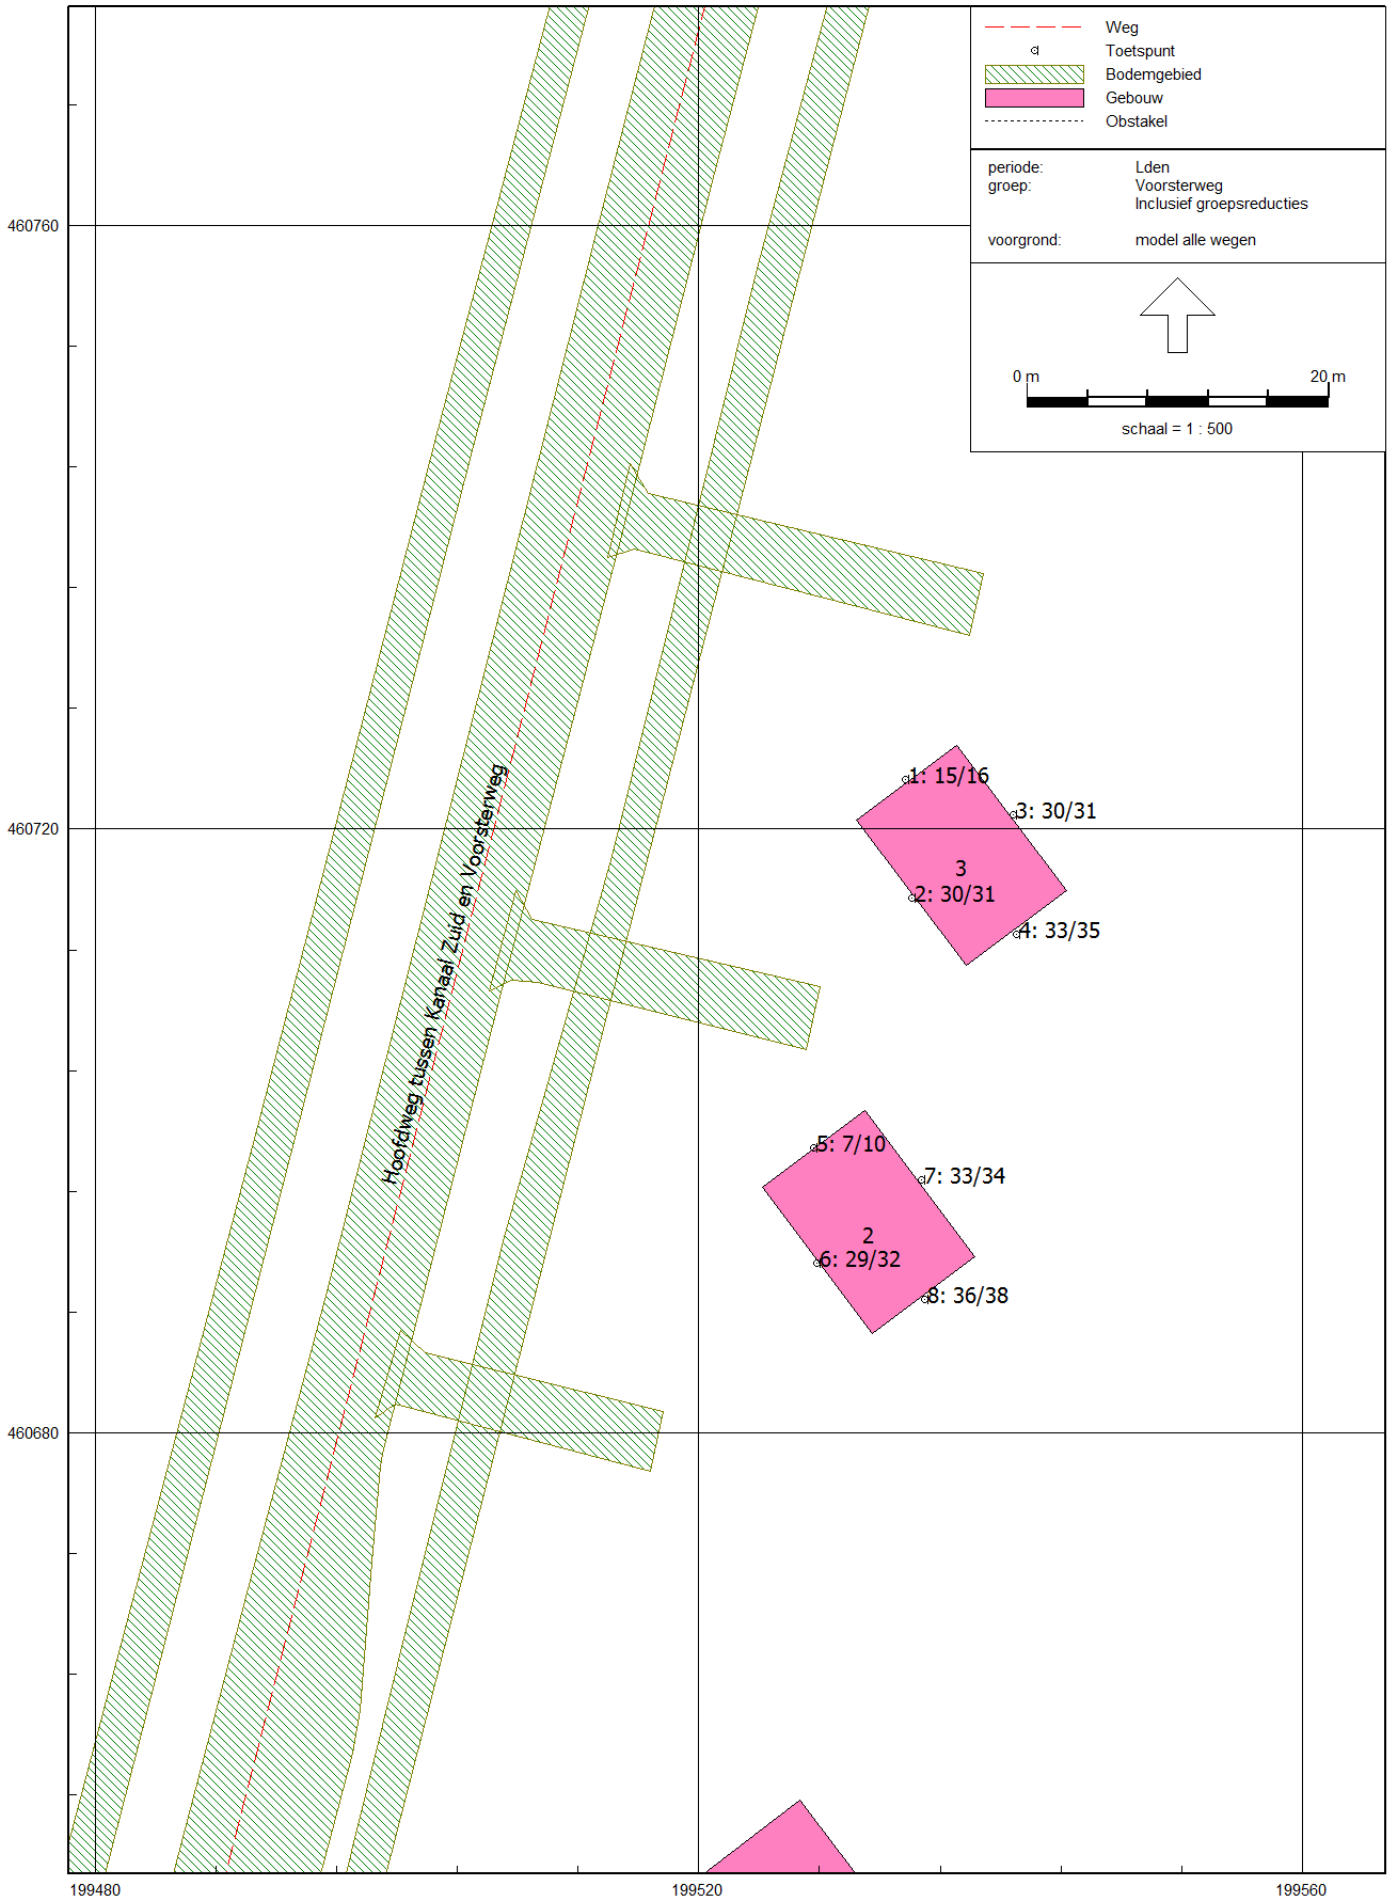 Weg
Toetspunt
Bodemgebied
Gebouw
Obstakel
periode: Lden
groep: Voorsterweg
Inclusief groepsreducties
voorgrond: model alle wegen
0 m 20 m
schaal = 1 : 500
460760
460720
460680
Hoofdweg tussen Kanaal Zuid en Voorsterweg
1: 15/16
3: 30/31
3
2: 30/31
4: 33/35
5: 7/10
7: 33/34
2
6: 29/32
8: 36/38
199480 199520 199560